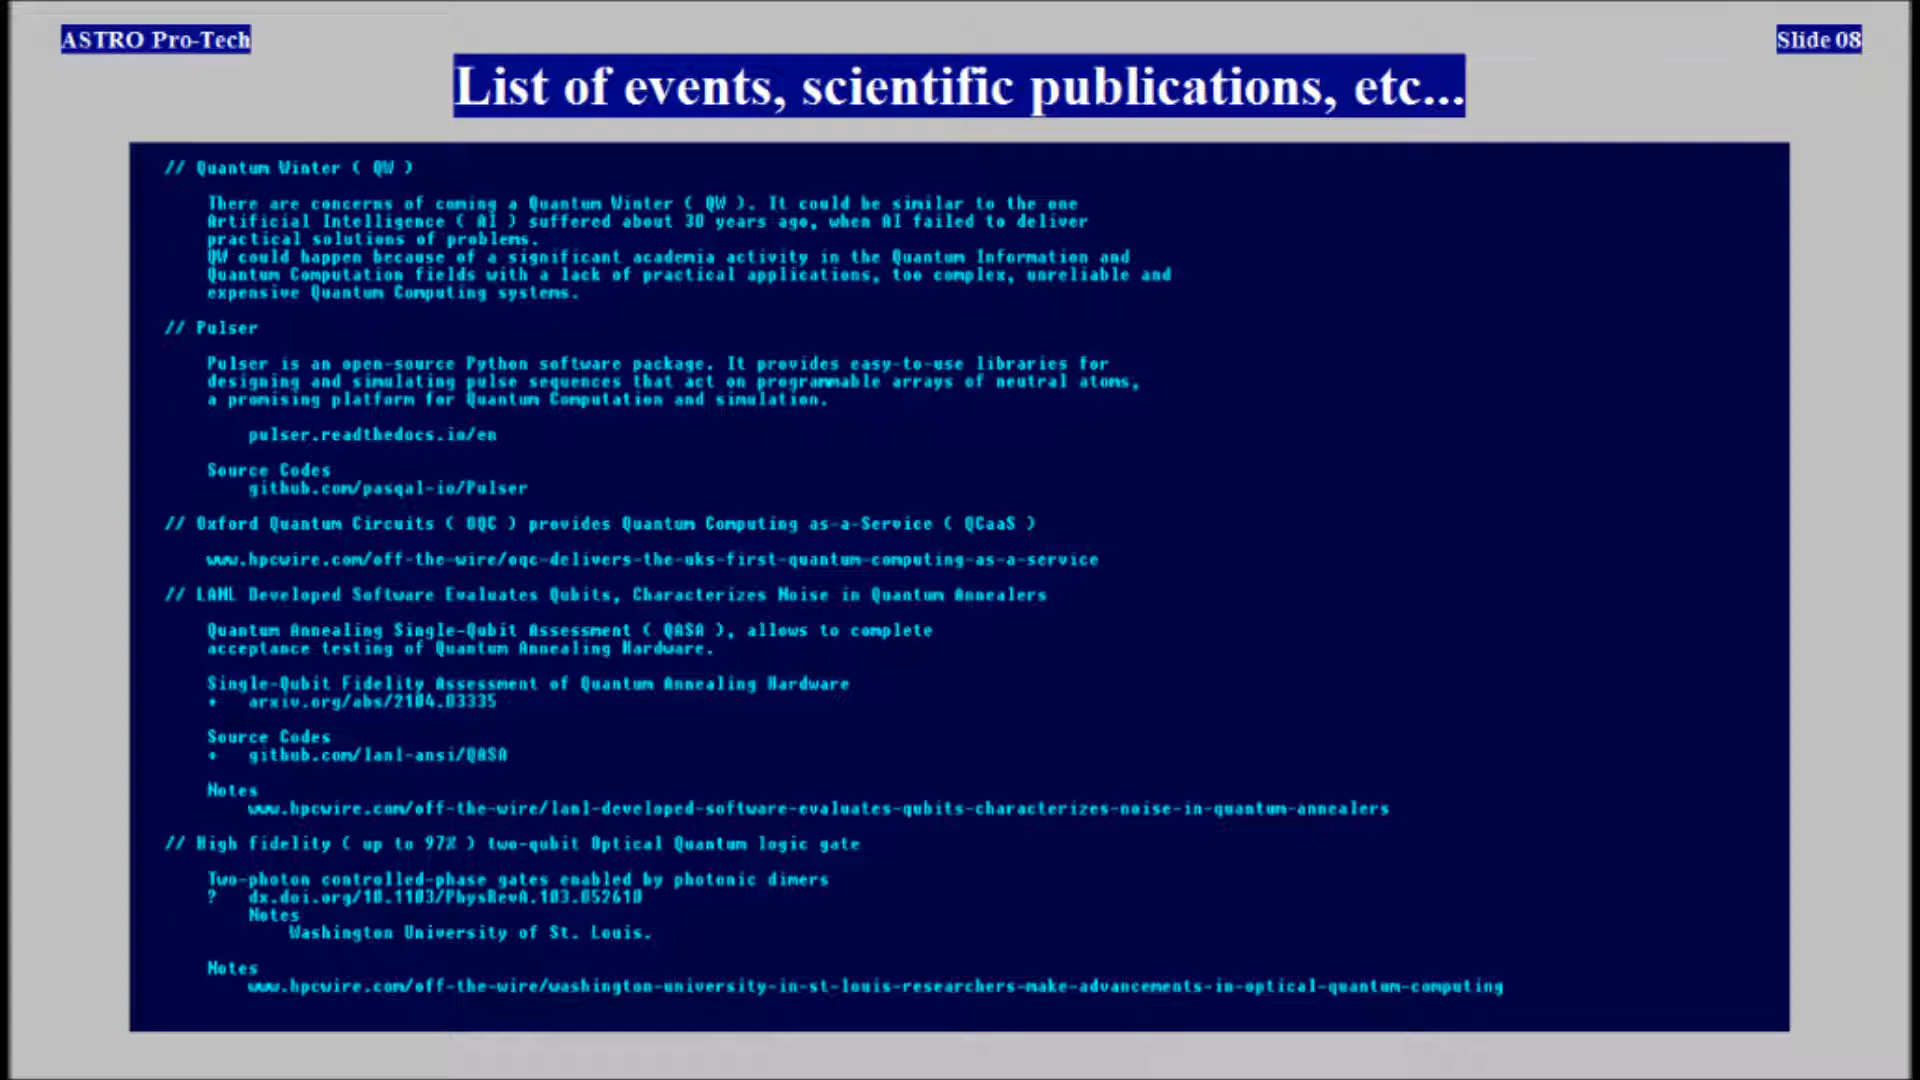 ASTRO Pro-Tech
Slide 08
List of events, scientific publications, etc...
// Quantum Winter ( QW )
There are concerns of coming a Quantum Winter ( QW ). It could be similar to the one
Artificial Intelligence ( AI ) suffered about 30 years ago, when AI failed to deliver
practical solutions of problems.
QW could happen because of a significant academia activity in the Quantum Information and
Quantum Computation fields with a lack of practical applications, too complex, unreliable and
expensive Quantum Computing systems.
// Pulser
Pulser is an open-source Python software package. It provides easy-to-use libraries for
designing and simulating pulse sequences that act on programmable arrays of neutral atoms,
a promising platform for Quantum Computation and simulation.
pulser.readthedocs.io/en
Source Codes
github.com/pasqal-io/Pulser
// Oxford Quantum Circuits ( OQC ) provides Quantum Computing as-a-Service ( QCaaS )
www.hpcwire.com/off-the-wire/oqc-delivers-the-uks-first-quantum-computing-as-a-service
// LANL Developed Software Evaluates Qubits, Characterizes Noise in Quantum Annealers
Quantum Annealing Single-Qubit Assessment ( QASA ), allows to complete
acceptance testing of Quantum Annealing Hardware.
Single-Qubit Fidelity Assessment of Quantum Annealing Hardware
+ arxiv.org/abs/2104.03335
Source Codes
+ github.com/lanl-ansi/QASA
Notes
www.hpcwire.com/off-the-wire/lanl-developed-software-evaluates-qubits-characterizes-noise-in-quantum-annealers
// High fidelity ( up to 97% ) two-qubit Optical Quantum logic gate
Two-photon controlled-phase gates enabled by photonic dimers
? dx.doi.org/10.1103/PhysRevA.103.052610
Notes
Washington University of St. Louis.
Notes
www.hpcwire.com/off-the-wire/washington-university-in-st-louis-researchers-make-advancements-in-optical-quantum-computing